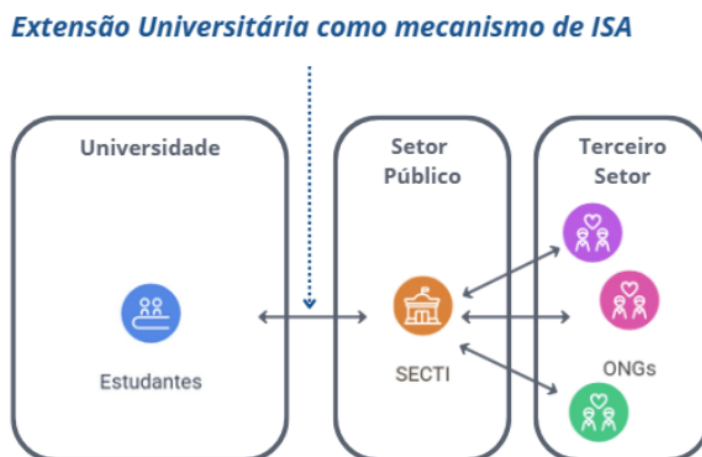 Extensão Universitária como mecanismo de ISA
Universidade
Setor
Público
Terceiro
Setor
Estudantes
SECTI
ONGs